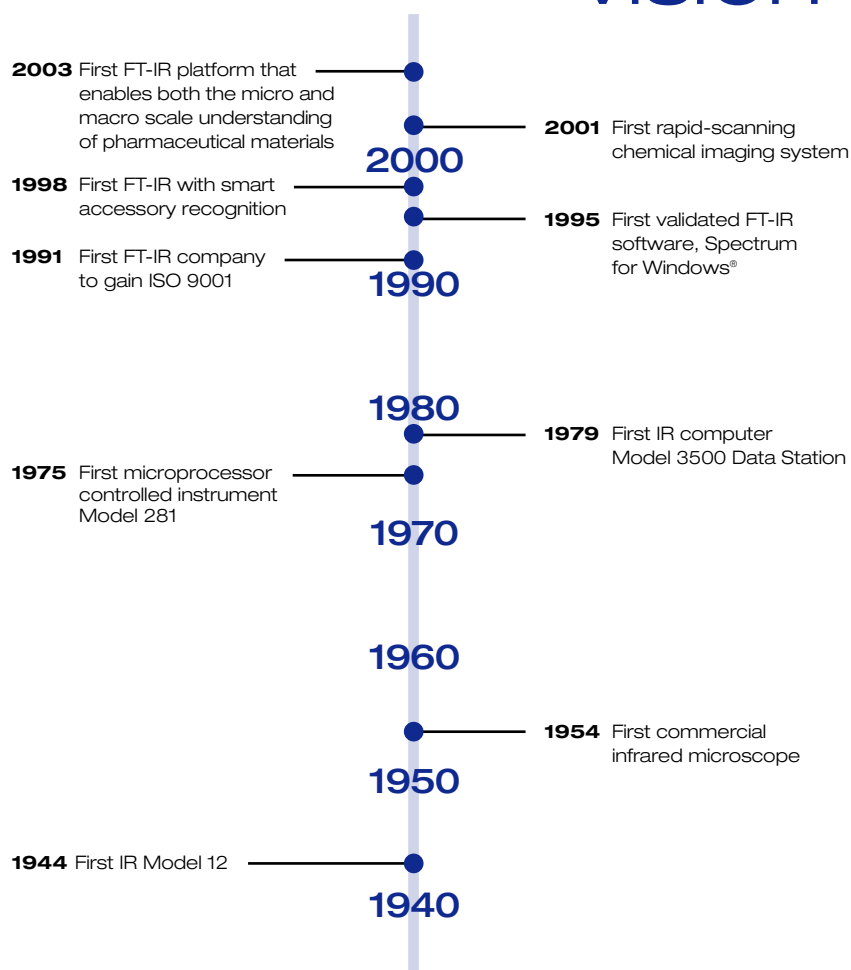 VISION
2003 First FT-IR platform that
enables both the micro and
macro scale understanding
of pharmaceutical materials
2001 First rapid-scanning
chemical imaging system
2000
1998 First FT-IR with smart
accessory recognition
1995 First validated FT-IR
software, Spectrum
for Windows®
1991 First FT-IR company
to gain ISO 9001
1990
1980
1979 First IR computer
Model 3500 Data Station
1975 First microprocessor
controlled instrument
Model 281
1970
1960
1954 First commercial
infrared microscope
1950
1944 First IR Model 12
1940